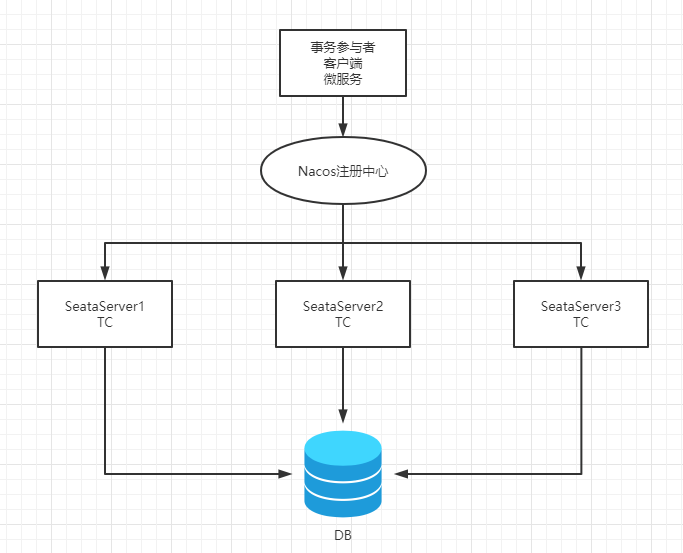 事务参与者
客户端
微服务
Nacos注册中心
SeataServer1
TC
SeataServer2
TC
SeataServer3
TC
DB